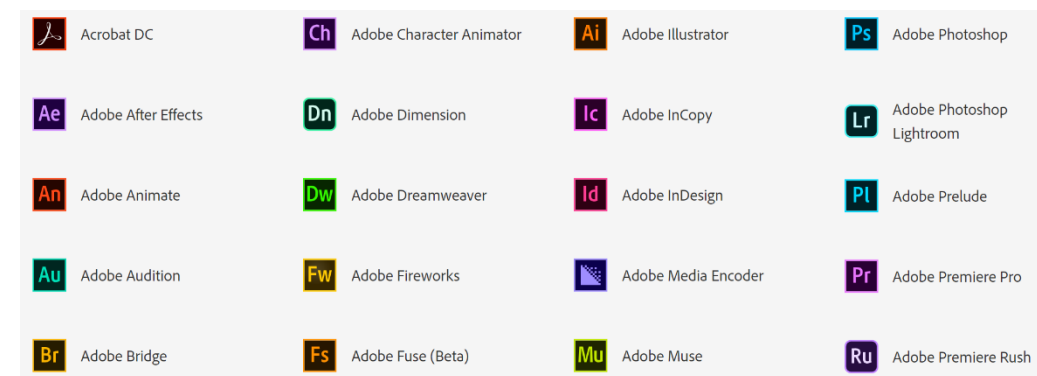 Acrobat DC
Ch Adobe Character Animator
Ai Adobe Illustrator
Ps Adobe Photoshop
Ae Adobe After Effects
Dn Adobe Dimension
Ic Adobe InCopy
Lr Adobe Photoshop
Lightroom
An Adobe Animate
Dw Adobe Dreamweaver
Id Adobe InDesign
Pl Adobe Prelude
Au Adobe Audition
Fw Adobe Fireworks
Adobe Media Encoder
Pr Adobe Premiere Pro
Br Adobe Bridge
Fs Adobe Fuse (Beta)
Mu Adobe Muse
Ru Adobe Premiere Rush